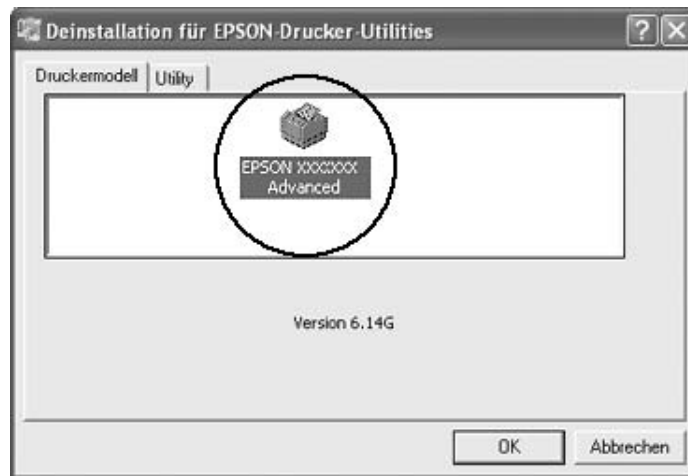 Deinstallation für EPSON-Drucker-Utilities
Druckermodell
Utility
EPSON XXXXXXX
Advanced
Version 6.14G
OK
Abbrechen